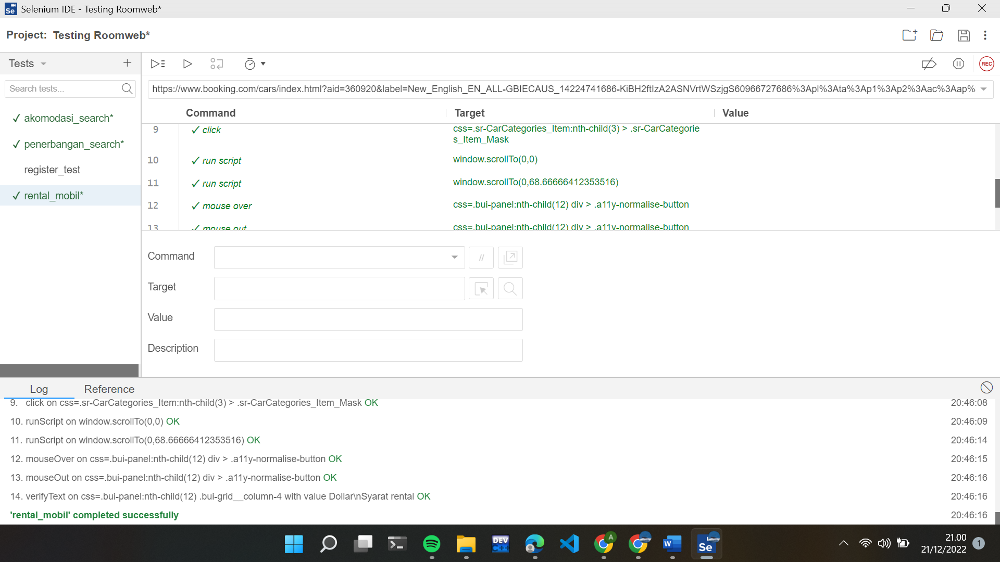 Selenium IDE - Testing Roomweb*
Project: Testing Roomweb*
Tests
Search tests...
https://www.booking.com/cars/index.html?aid=360920&label=New_English_EN_ALL-GBIECAUS_14224741686-KiBH2ftIzA2ASNVrtWSzjgS60966727686%3Apl%3Ata%3Ap1%3Ap2%3Aac%3Aap%
REC
akomodasi_search*
penerbangan_search*
register_test
rental_mobil*
Command Target Value
9 click css=.sr-CarCategories_Item:nth-child(3) > .sr-CarCategorie
s_Item_Mask
10 run script window.scrollTo(0,0)
11 run script window.scrollTo(0,68.66666412353516)
12 mouse over css=.bui-panel:nth-child(12) div > .a11y-normalise-button
13 mouse out css=.bui-panel:nth-child(12) div > .a11y-normalise-button
Command //
Target
Value
Description
Log Reference
9. click on css=.sr-CarCategories_Item:nth-child(3) > .sr-CarCategories_Item_Mask OK 20:46:08
10. runScript on window.scrollTo(0,0) OK 20:46:09
11. runScript on window.scrollTo(0,68.66666412353516) OK 20:46:14
12. mouseOver on css=.bui-panel:nth-child(12) div > .a11y-normalise-button OK 20:46:15
13. mouseOut on css=.bui-panel:nth-child(12) div > .a11y-normalise-button OK 20:46:16
14. verifyText on css=.bui-panel:nth-child(12) .bui-grid__column-4 with value Dollar\nSyarat rental OK 20:46:16
'rental_mobil' completed successfully 20:46:16
DEV
C++
A
W
Se
21.00
21/12/2022
1